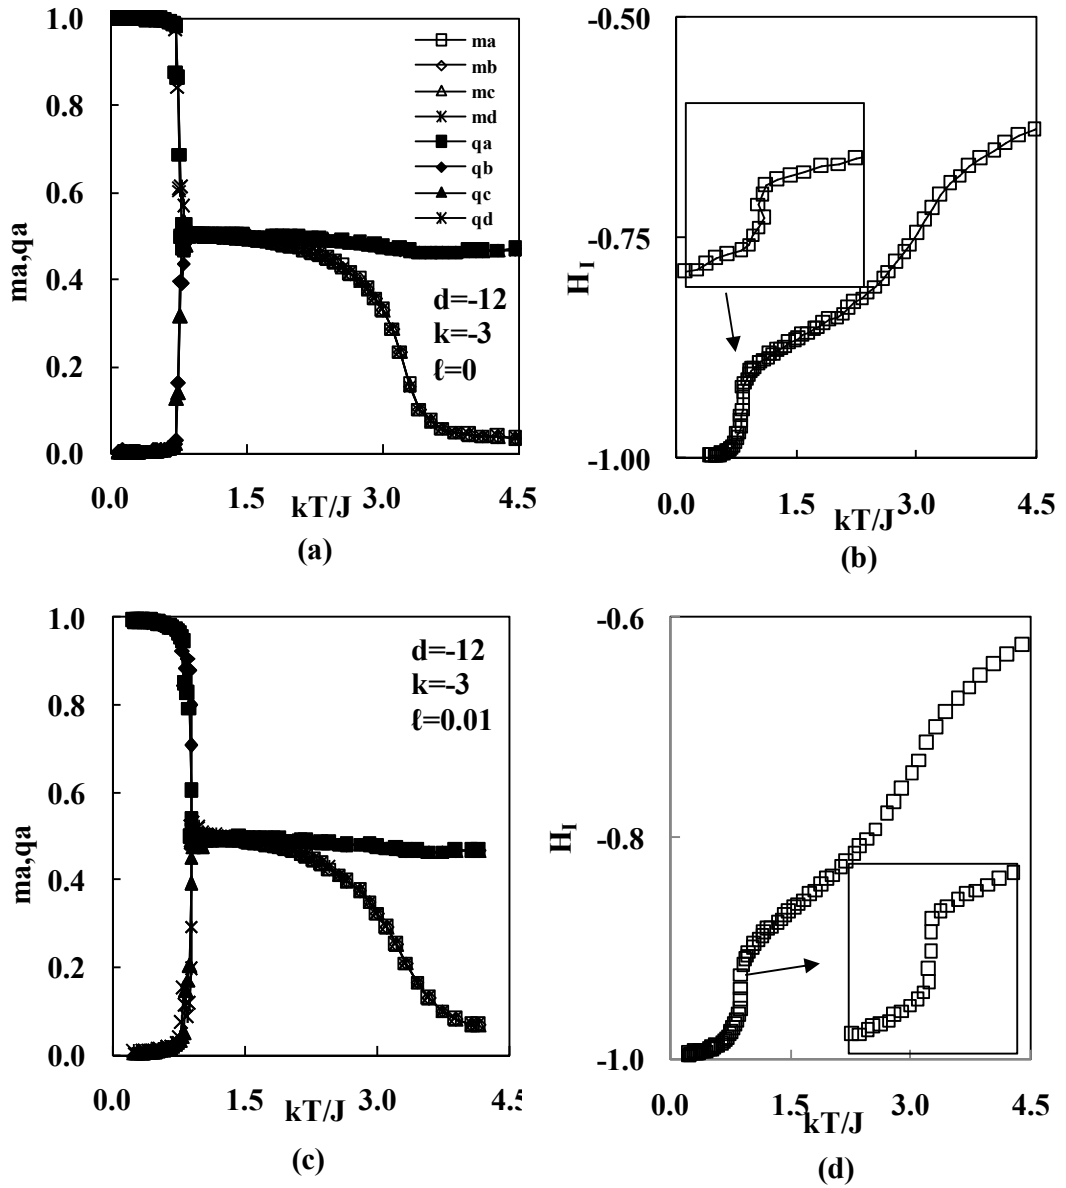 1.0
0.8
0.6
0.4
0.2
0.0
ma,qa
ma
mb
mc
md
qa
qb
qc
qd
d=-12
k=-3
ℓ=0
0.0 1.5 3.0 4.5
kT/J
(a)
-0.50
-0.75
-1.00
H_I
0.0 1.5 3.0 4.5
kT/J
(b)
1.0
0.8
0.6
0.4
0.2
0.0
ma,qa
d=-12
k=-3
ℓ=0.01
0.0 1.5 3.0 4.5
kT/J
(c)
-0.6
-0.8
-1.0
H_I
0.0 1.5 3.0 4.5
kT/J
(d)